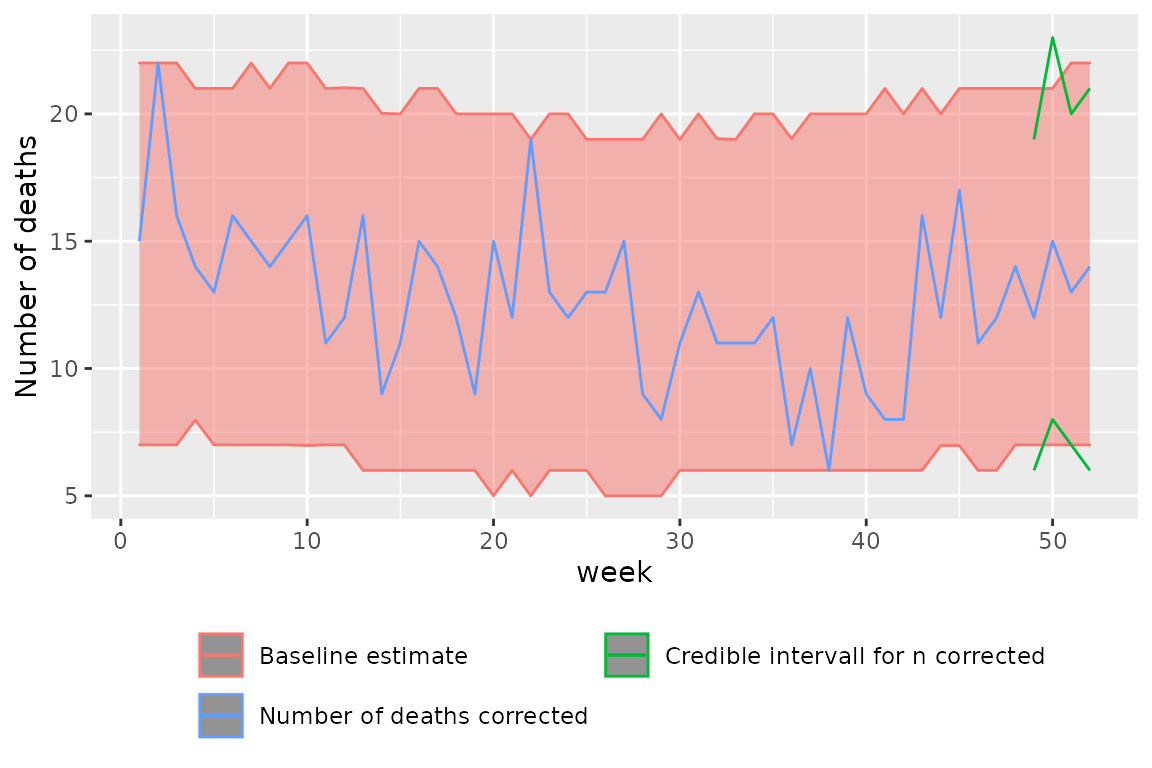 Number of deaths
20
15
10
5
0 10 20 30 40 50
week
Baseline estimate
Credible intervall for n corrected
Number of deaths corrected